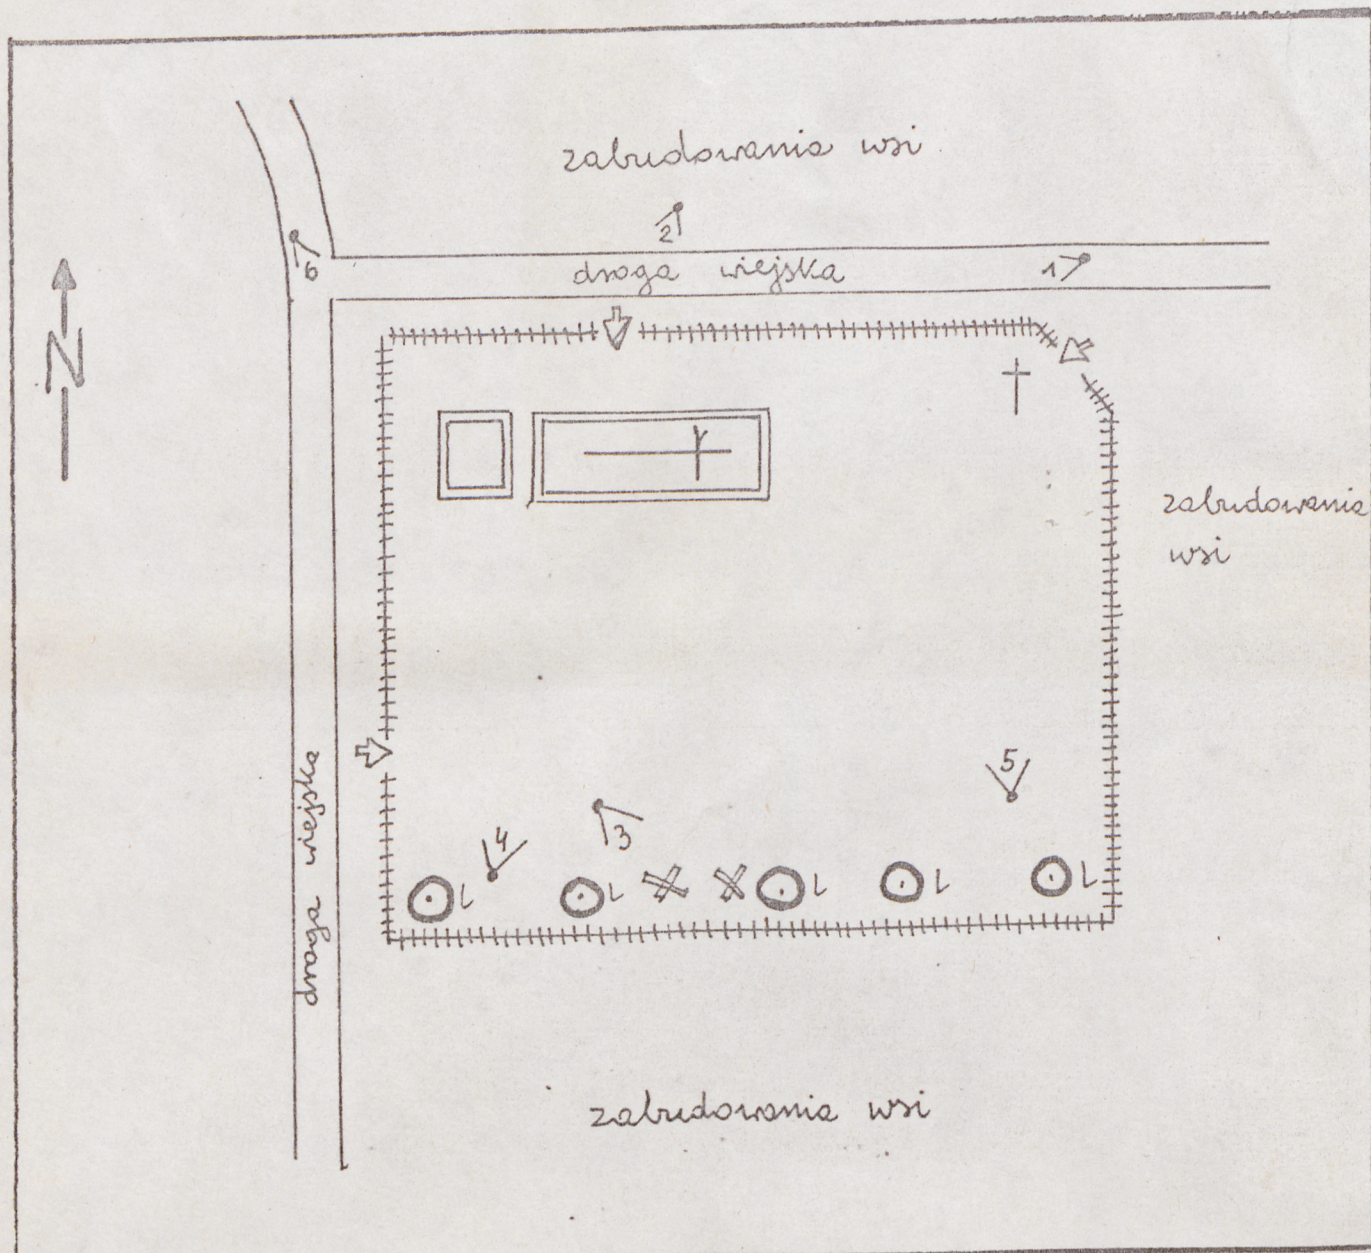 zabudowania wsi
2
6
droga wiejska
1
N
zabudowania
wsi
droga wiejska
5
4
3
L L L L L
zabudowania wsi